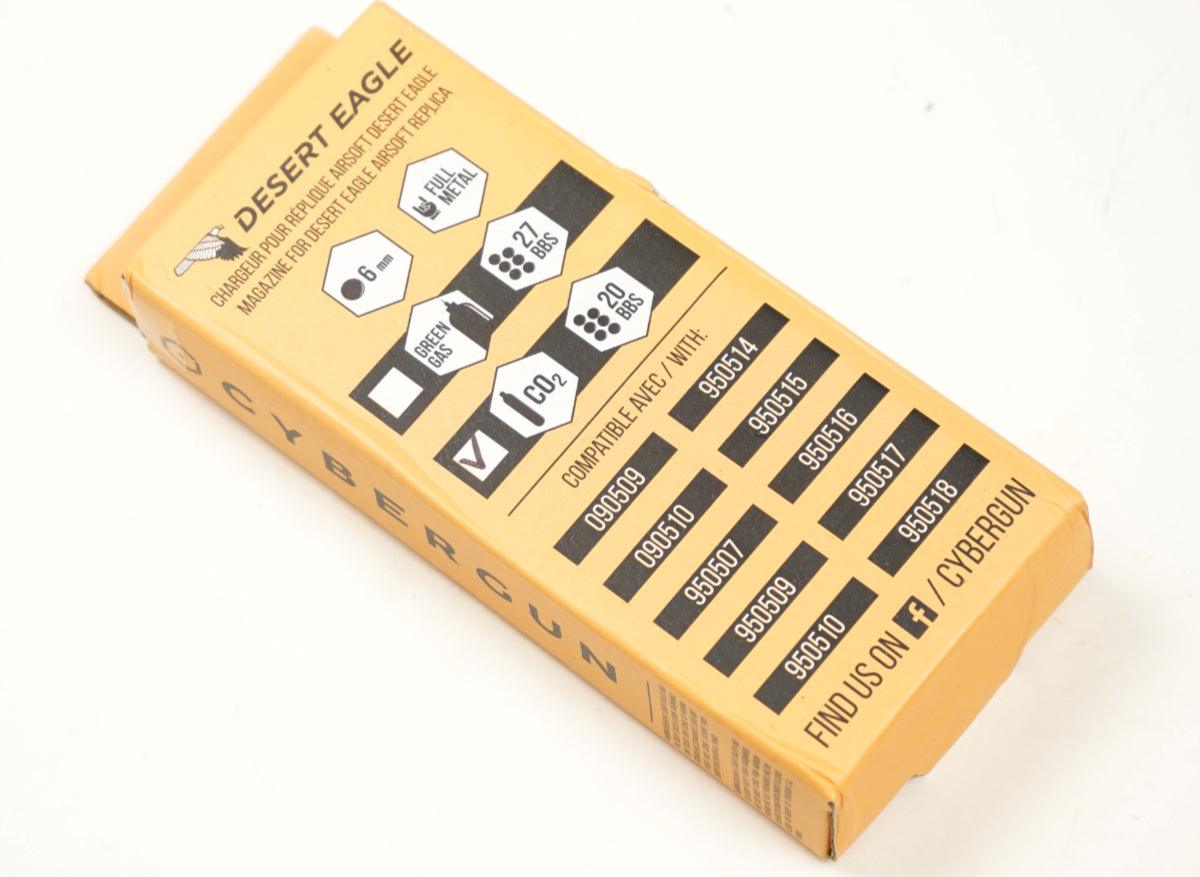 DESERT EAGLE
CHARGEUR POUR RÉPLIQUE AIRSOFT DESERT EAGLE
MAGAZINE FOR DESERT EAGLE AIRSOFT REPLICA
6 mm
FULL METAL
GREEN GAS
27 BBS
CO2
20 BBS
COMPATIBLE AVEC / WITH:
090509
950514
090510
950515
950507
950516
950509
950517
950510
950518
FIND US ON f / CYBERGUN
CYBERGUN